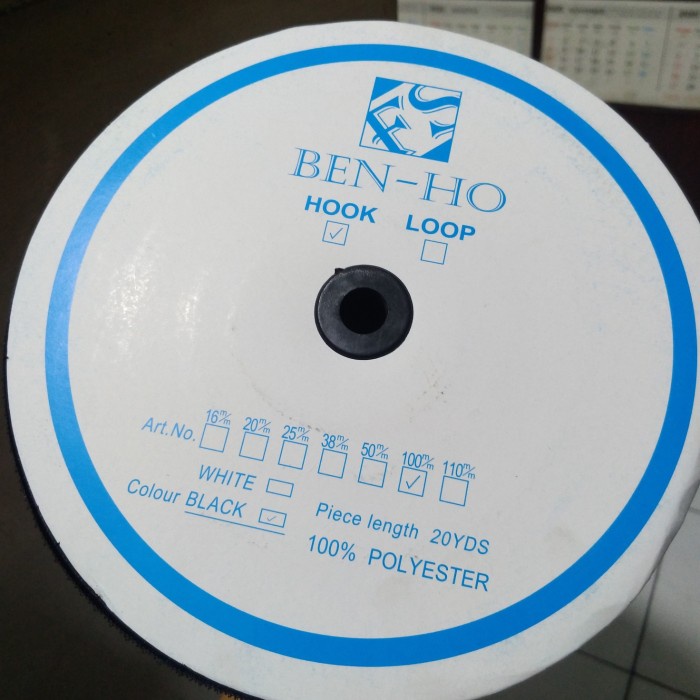 BEN-HO
HOOK LOOP
Art.No. 16m/m 20m/m 25m/m 38m/m 50m/m 100m/m 110m/m
WHITE
Colour BLACK
Piece length 20YDS
100% POLYESTER